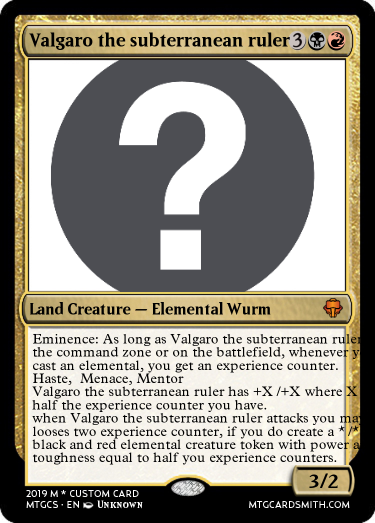 Valgaro the subterranean ruler 3
?
Land Creature — Elemental Wurm
Eminence: As long as Valgaro the subterranean ruler
the command zone or on the battlefield, whenever y
cast an elemental, you get an experience counter.
Haste, Menace, Mentor
Valgaro the subterranean ruler has +X /+X where X
half the experience counter you have.
when Valgaro the subterranean ruler attacks you may
looses two experience counter, if you do create a */*
black and red elemental creature token with power a
toughness equal to half you experience counters.
3/2
2019 M * CUSTOM CARD
MTGCS · EN Unknown
MTGCARDSMITH.COM